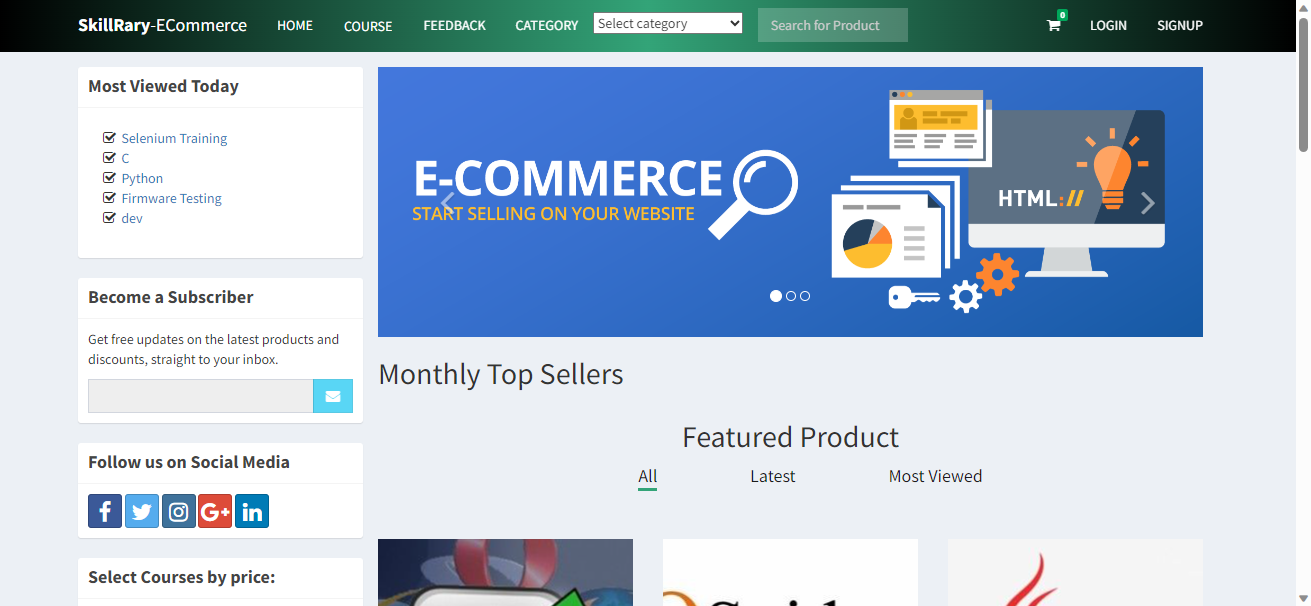 SkillRary-ECommerce HOME COURSE FEEDBACK CATEGORY Select category Search for Product 0 LOGIN SIGNUP
Most Viewed Today
Selenium Training
C
Python
Firmware Testing
dev
Become a Subscriber
Get free updates on the latest products and
discounts, straight to your inbox.
Follow us on Social Media
f G+ in
Select Courses by price:
E-COMMERCE
START SELLING ON YOUR WEBSITE
HTML://
Monthly Top Sellers
Featured Product
All Latest Most Viewed